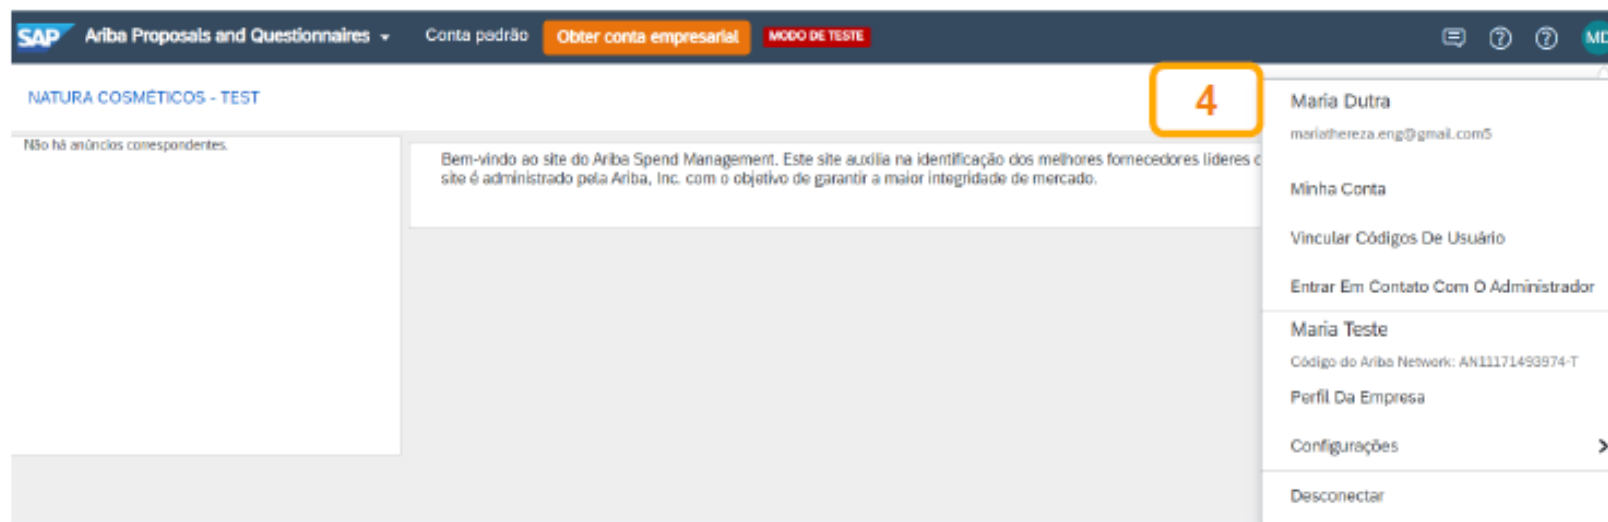 SAP Ariba Proposals and Questionnaires Conta padrão Obter conta empresarial MODO DE TESTE MD
NATURA COSMÉTICOS - TEST
4
Não há anúncios correspondentes.
Bem-vindo ao site do Ariba Spend Management. Este site auxilia na identificação dos melhores fornecedores líderes
site é administrado pela Ariba, Inc. com o objetivo de garantir a maior integridade de mercado.
Maria Dutra
mariathereza.eng@gmail.com5
Minha Conta
Vincular Códigos De Usuário
Entrar Em Contato Com O Administrador
Maria Teste
Código do Ariba Network: AN11171493974-T
Perfil Da Empresa
Configurações
Desconectar